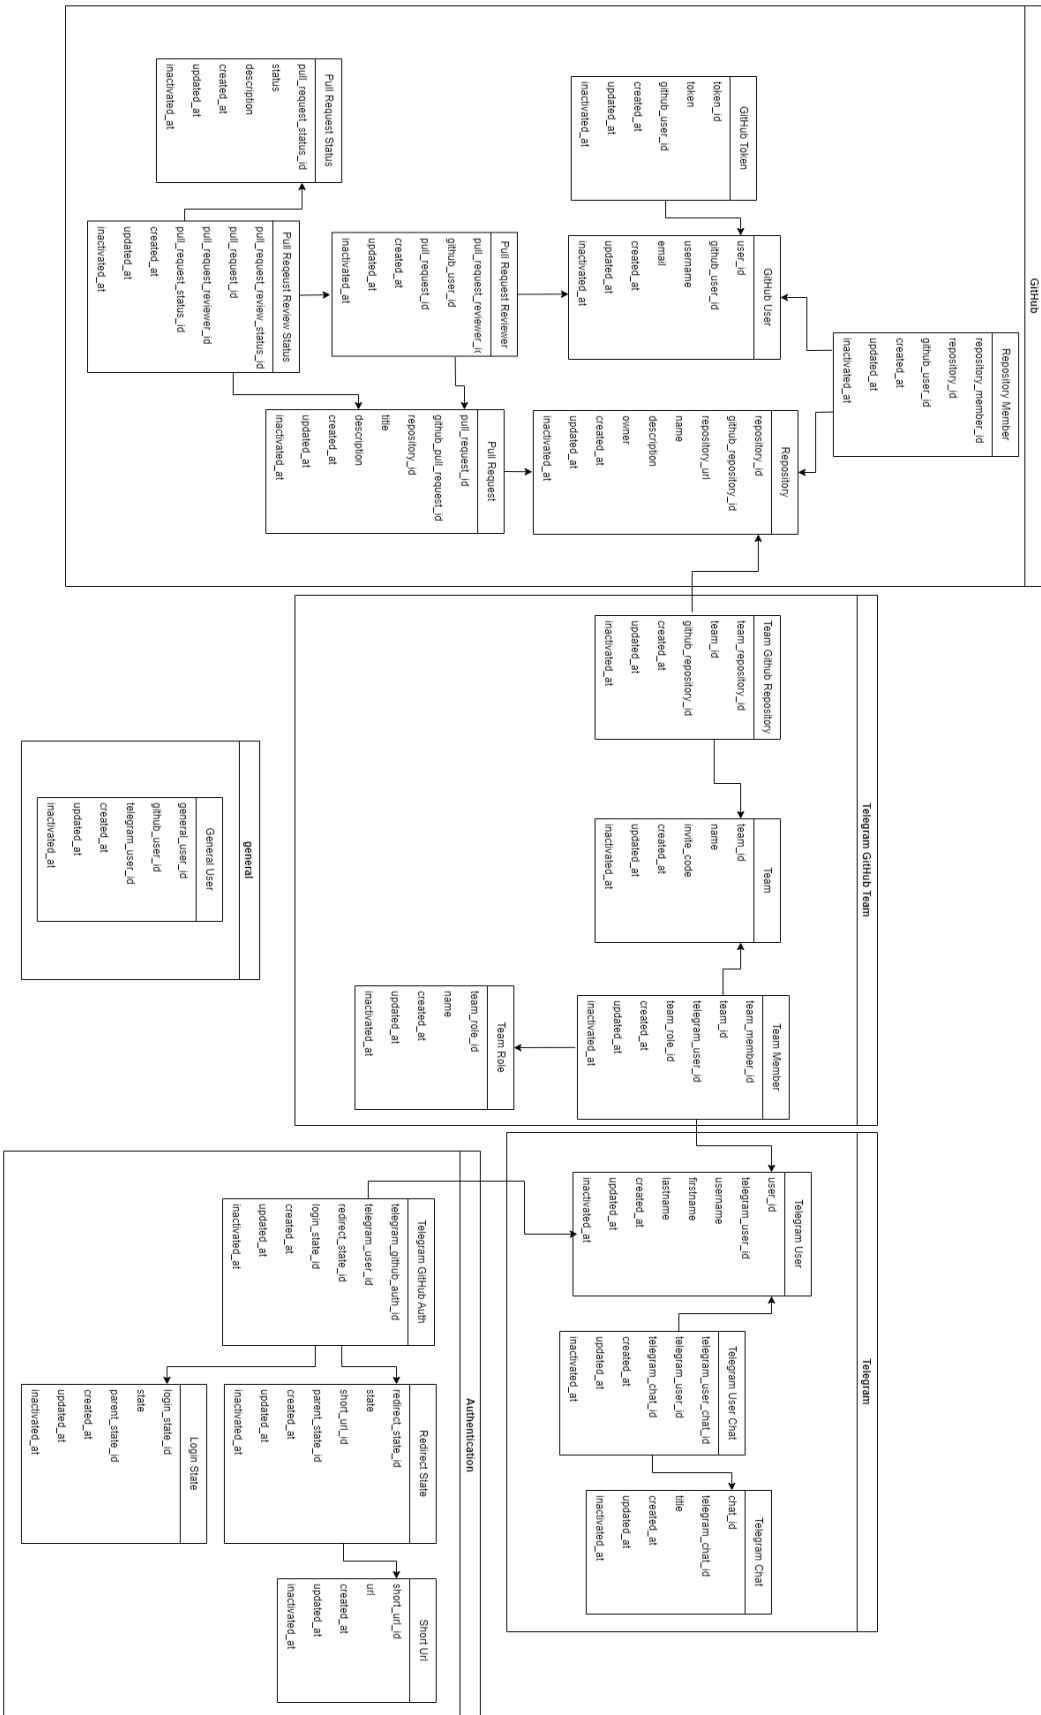 GitHub
Repository Member
repository_member_id
repository_id
github_user_id
created_at
updated_at
inactivated_at
GitHub Token
token_id
token
github_user_id
created_at
updated_at
inactivated_at
GitHub User
user_id
github_user_id
username
email
created_at
updated_at
inactivated_at
Repository
repository_id
github_repository_id
repository_url
name
description
owner
created_at
updated_at
inactivated_at
Pull Request Status
pull_request_status_id
status
description
created_at
updated_at
inactivated_at
Pull Reqeust Review Status
pull_request_review_status_id
pull_request_id
pull_request_reviewer_id
pull_request_status_id
created_at
updated_at
inactivated_at
Pull Request Reviewer
pull_request_reviewer_id
github_user_id
pull_request_id
created_at
updated_at
inactivated_at
Pull Request
pull_request_id
github_pull_request_id
repository_id
title
description
created_at
updated_at
inactivated_at
Telegram GitHub Team
Team Github Repository
team_repository_id
team_id
github_repository_id
created_at
updated_at
inactivated_at
Team
team_id
name
invite_code
created_at
updated_at
inactivated_at
Team Member
team_member_id
team_id
telegram_user_id
team_role_id
created_at
updated_at
inactivated_at
Team Role
team_role_id
name
created_at
updated_at
inactivated_at
general
General User
general_user_id
github_user_id
telegram_user_id
created_at
updated_at
inactivated_at
Telegram
Telegram User
user_id
telegram_user_id
username
firstname
lastname
created_at
updated_at
inactivated_at
Telegram User Chat
telegram_user_chat_id
telegram_user_id
telegram_chat_id
created_at
updated_at
inactivated_at
Telegram Chat
chat_id
telegram_chat_id
title
created_at
updated_at
inactivated_at
Authentication
Telegram GitHub Auth
telegram_github_auth_id
telegram_user_id
redirect_state_id
login_state_id
created_at
updated_at
inactivated_at
Redirect State
redirect_state_id
state
short_url_id
parent_state_id
created_at
updated_at
inactivated_at
Login State
login_state_id
state
parent_state_id
created_at
updated_at
inactivated_at
Short Url
short_url_id
url
created_at
updated_at
inactivated_at